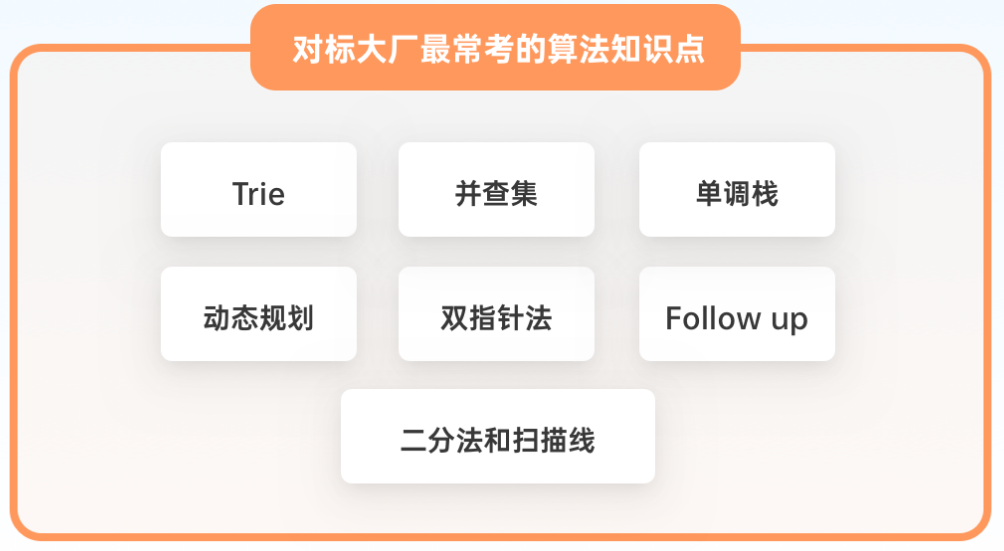 对标大厂最常考的算法知识点
Trie
并查集
单调栈
动态规划
双指针法
Follow up
二分法和扫描线